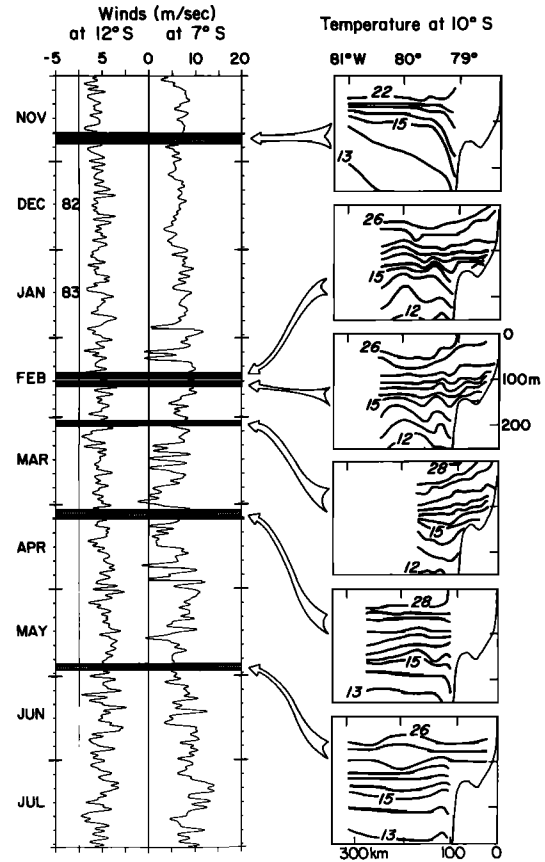 Winds (m/sec)
at 12°S at 7°S
-5 5 0 5 10 20
NOV
DEC 82
JAN 83
FEB
MAR
APR
MAY
JUN
JUL
Temperature at 10°S
81°W 80° 79°
22
15
13
26
15
12
26
15
12
0
100m
200
28
15
12
28
15
13
26
15
13
300km 100 0